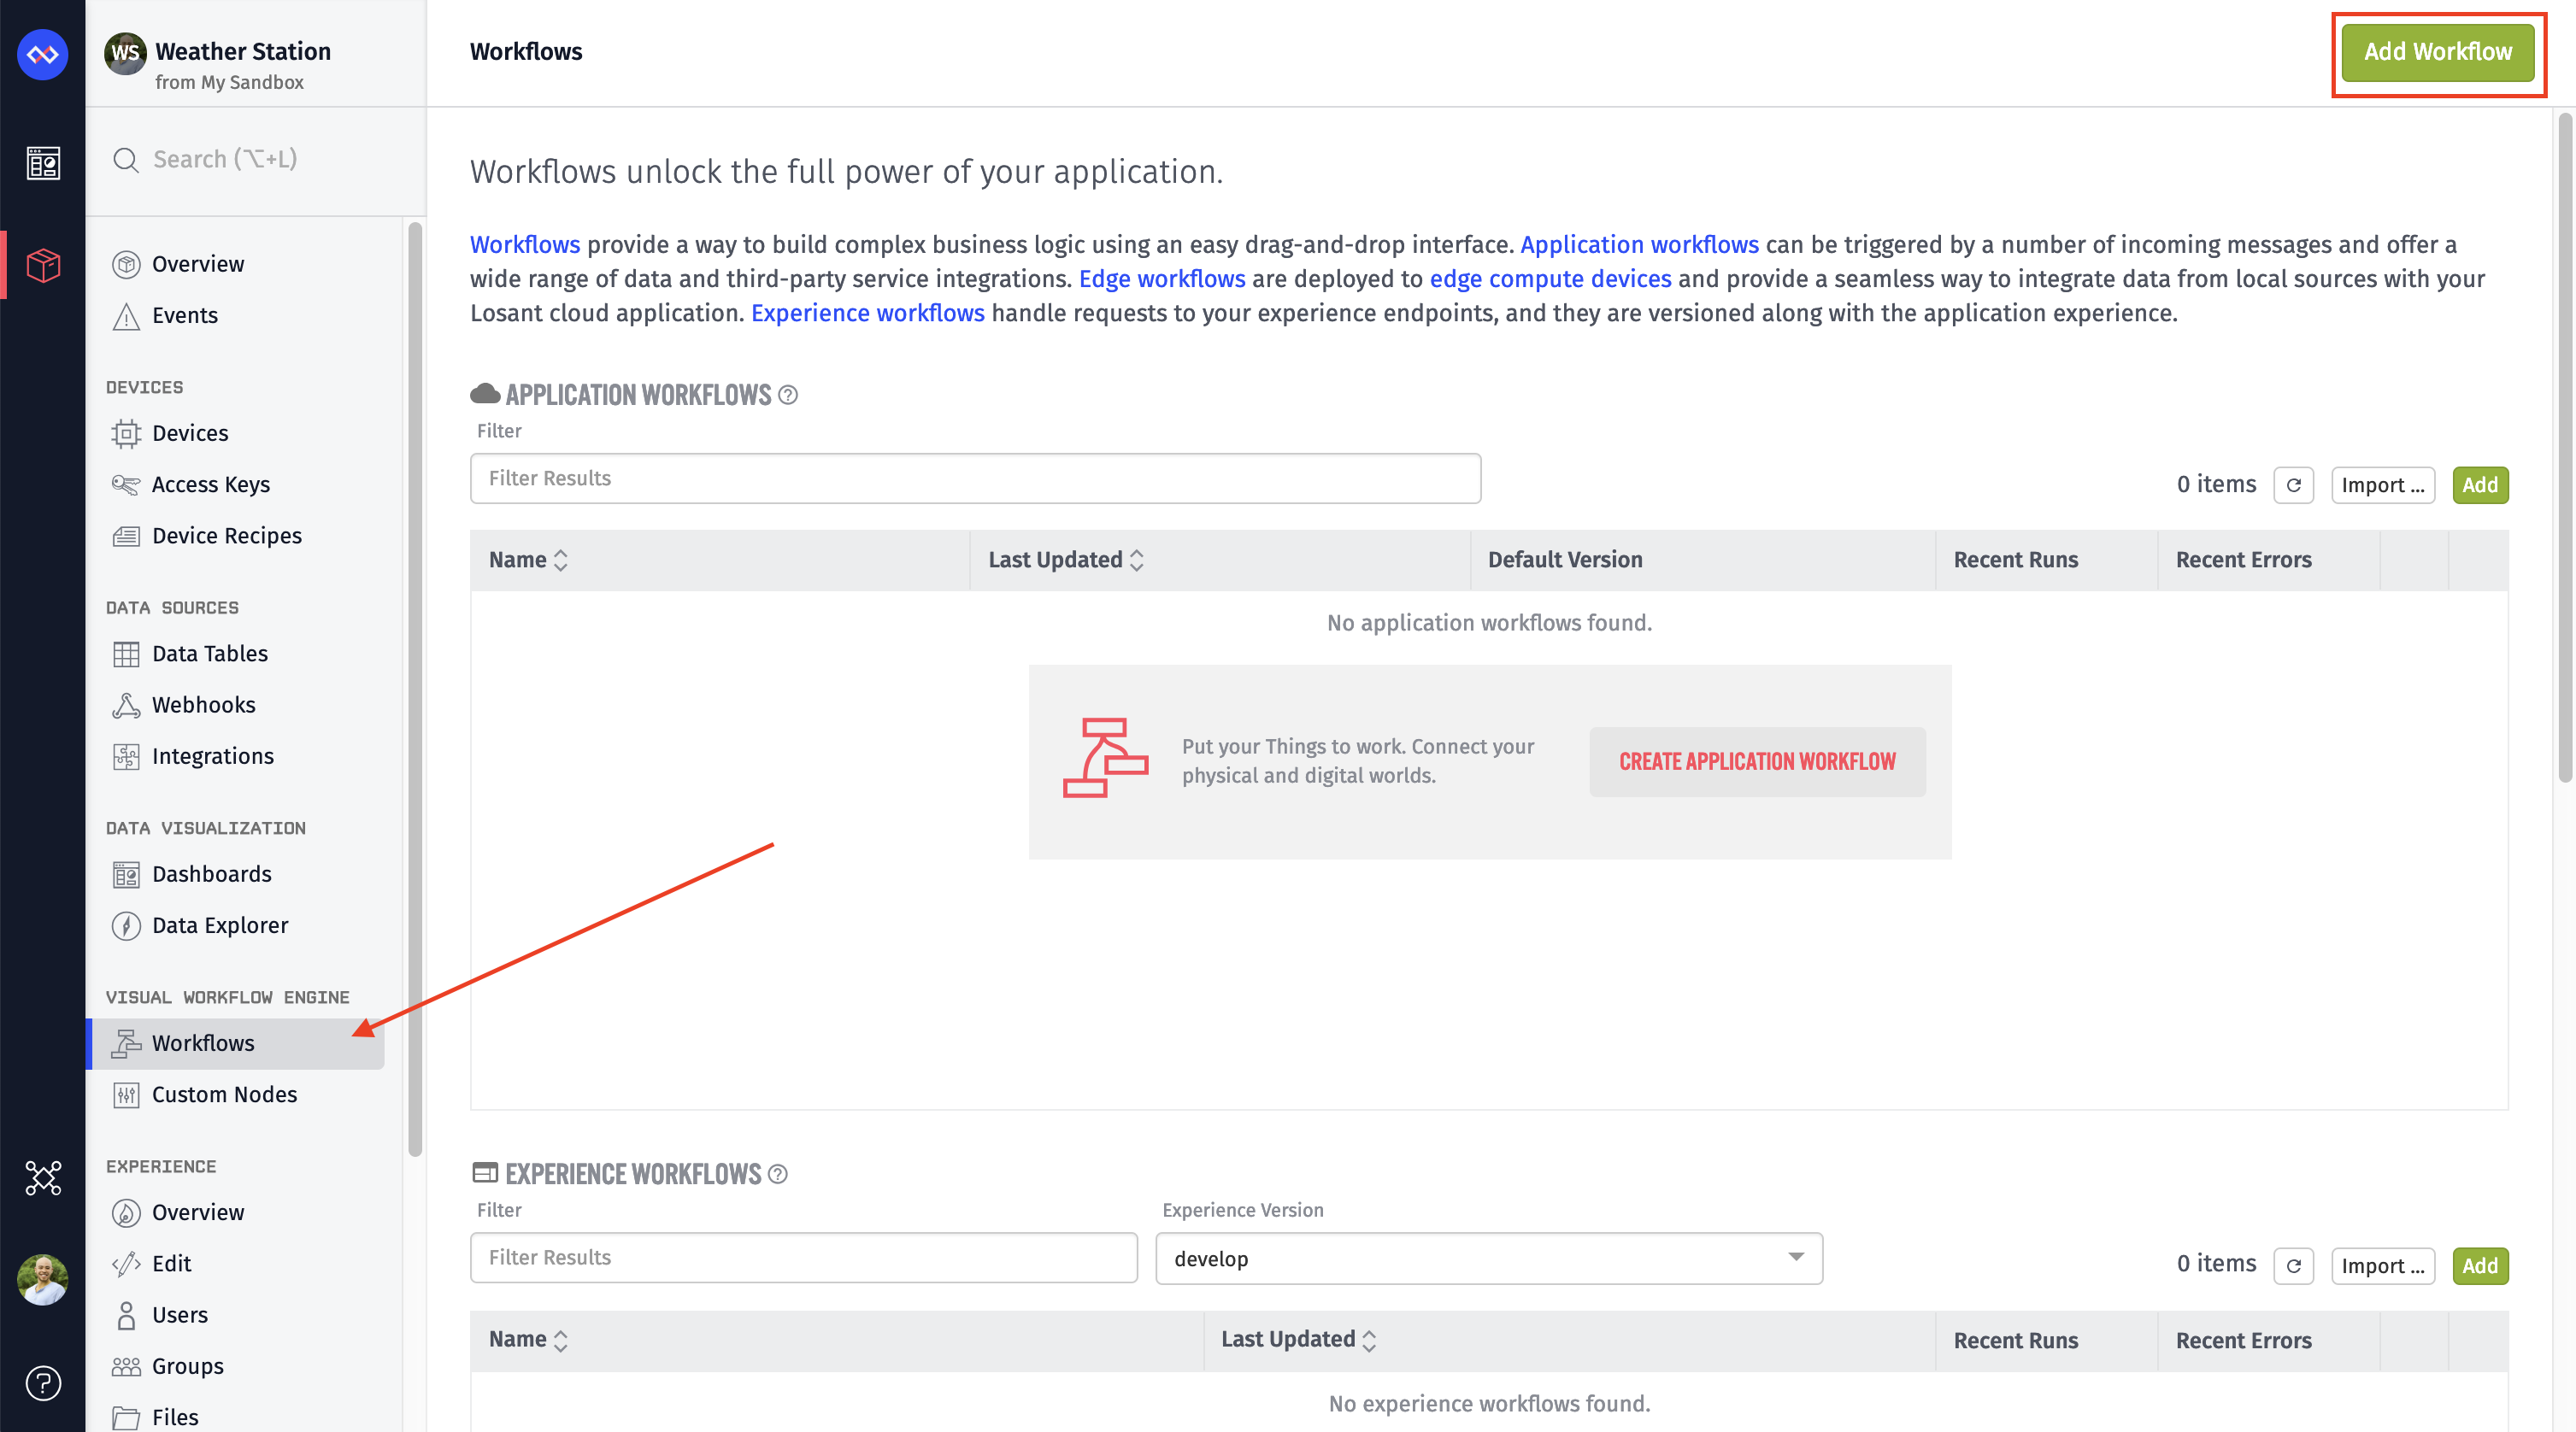 WS
Weather Station
from My Sandbox
Search (⌥+L)
Overview
Events
DEVICES
Devices
Access Keys
Device Recipes
DATA SOURCES
Data Tables
Webhooks
Integrations
DATA VISUALIZATION
Dashboards
Data Explorer
VISUAL WORKFLOW ENGINE
Workflows
Custom Nodes
EXPERIENCE
Overview
Edit
Users
Groups
Files
Workflows
Add Workflow
Workflows unlock the full power of your application.
Workflows provide a way to build complex business logic using an easy drag-and-drop interface. Application workflows can be triggered by a number of incoming messages and offer a
wide range of data and third-party service integrations. Edge workflows are deployed to edge compute devices and provide a seamless way to integrate data from local sources with your
Losant cloud application. Experience workflows handle requests to your experience endpoints, and they are versioned along with the application experience.
APPLICATION WORKFLOWS ?
Filter
Filter Results
0 items Import ... Add
Name Last Updated Default Version Recent Runs Recent Errors
No application workflows found.
Put your Things to work. Connect your
physical and digital worlds.
CREATE APPLICATION WORKFLOW
EXPERIENCE WORKFLOWS ?
Filter Experience Version
Filter Results develop
0 items Import ... Add
Name Last Updated Recent Runs Recent Errors
No experience workflows found.
?